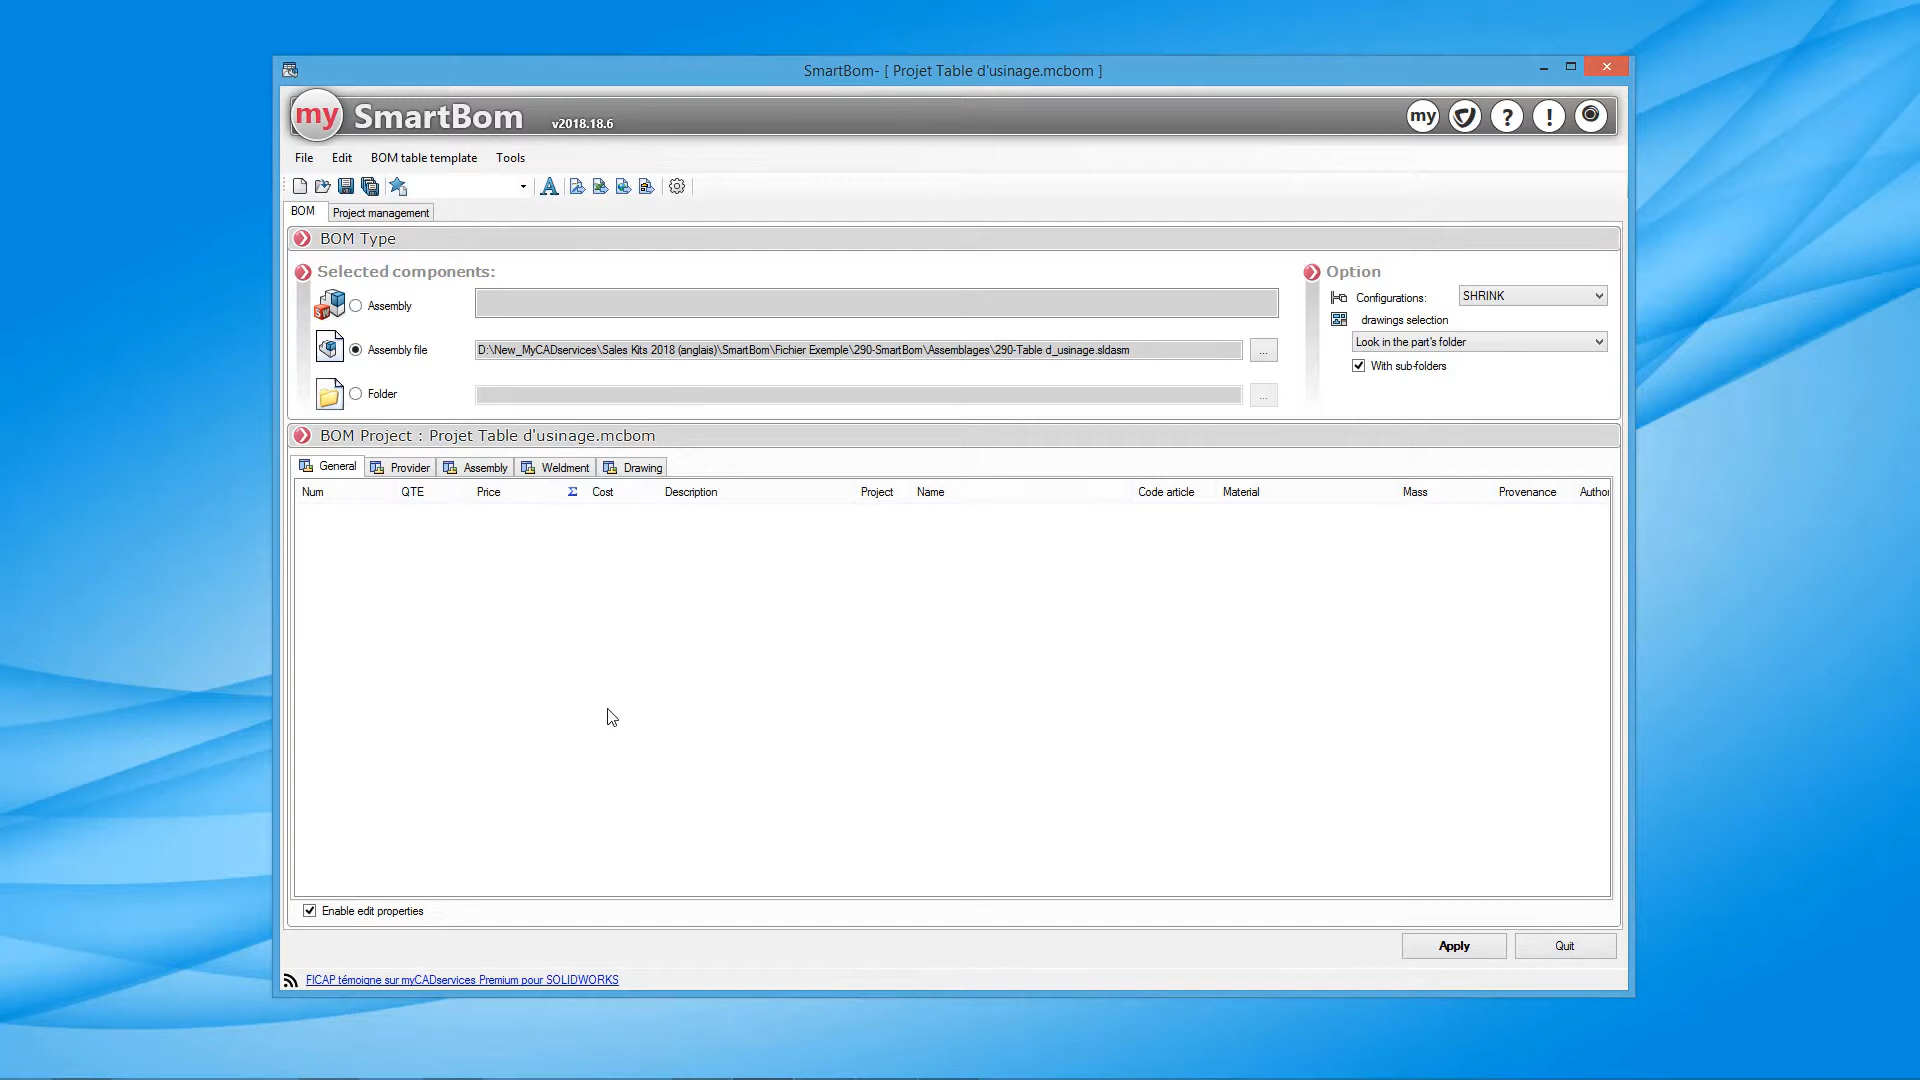 SmartBom- [ Projet Table d'usinage.mcbom ]
my SmartBom v2018.18.6
my ? !
File Edit BOM table template Tools
BOM Project management
BOM Type
Selected components:
Option
Assembly
Configurations: SHRINK
drawings selection
Assembly file D:\New_MyCADservices\Sales Kits 2018 (anglais)\SmartBom\Fichier Exemple\290-SmartBom\Assemblages\290-Table d_usinage.sldasm ...
Look in the part's folder
With sub-folders
Folder ...
BOM Project : Projet Table d'usinage.mcbom
General Provider Assembly Weldment Drawing
Num QTE Price Σ Cost Description Project Name Code article Material Mass Provenance Author
Enable edit properties
Apply Quit
FICAP témoigne sur myCADservices Premium pour SOLIDWORKS